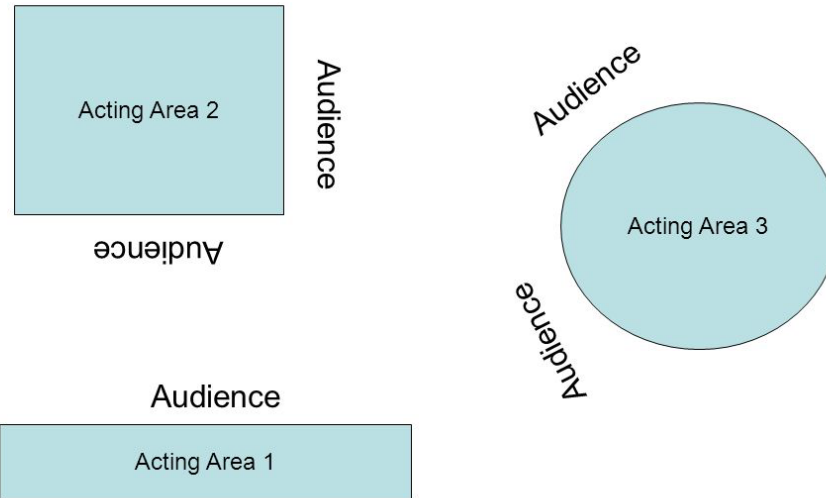 Acting Area 2
Audience
Audience
Audience
Acting Area 3
Audience
Audience
Acting Area 1